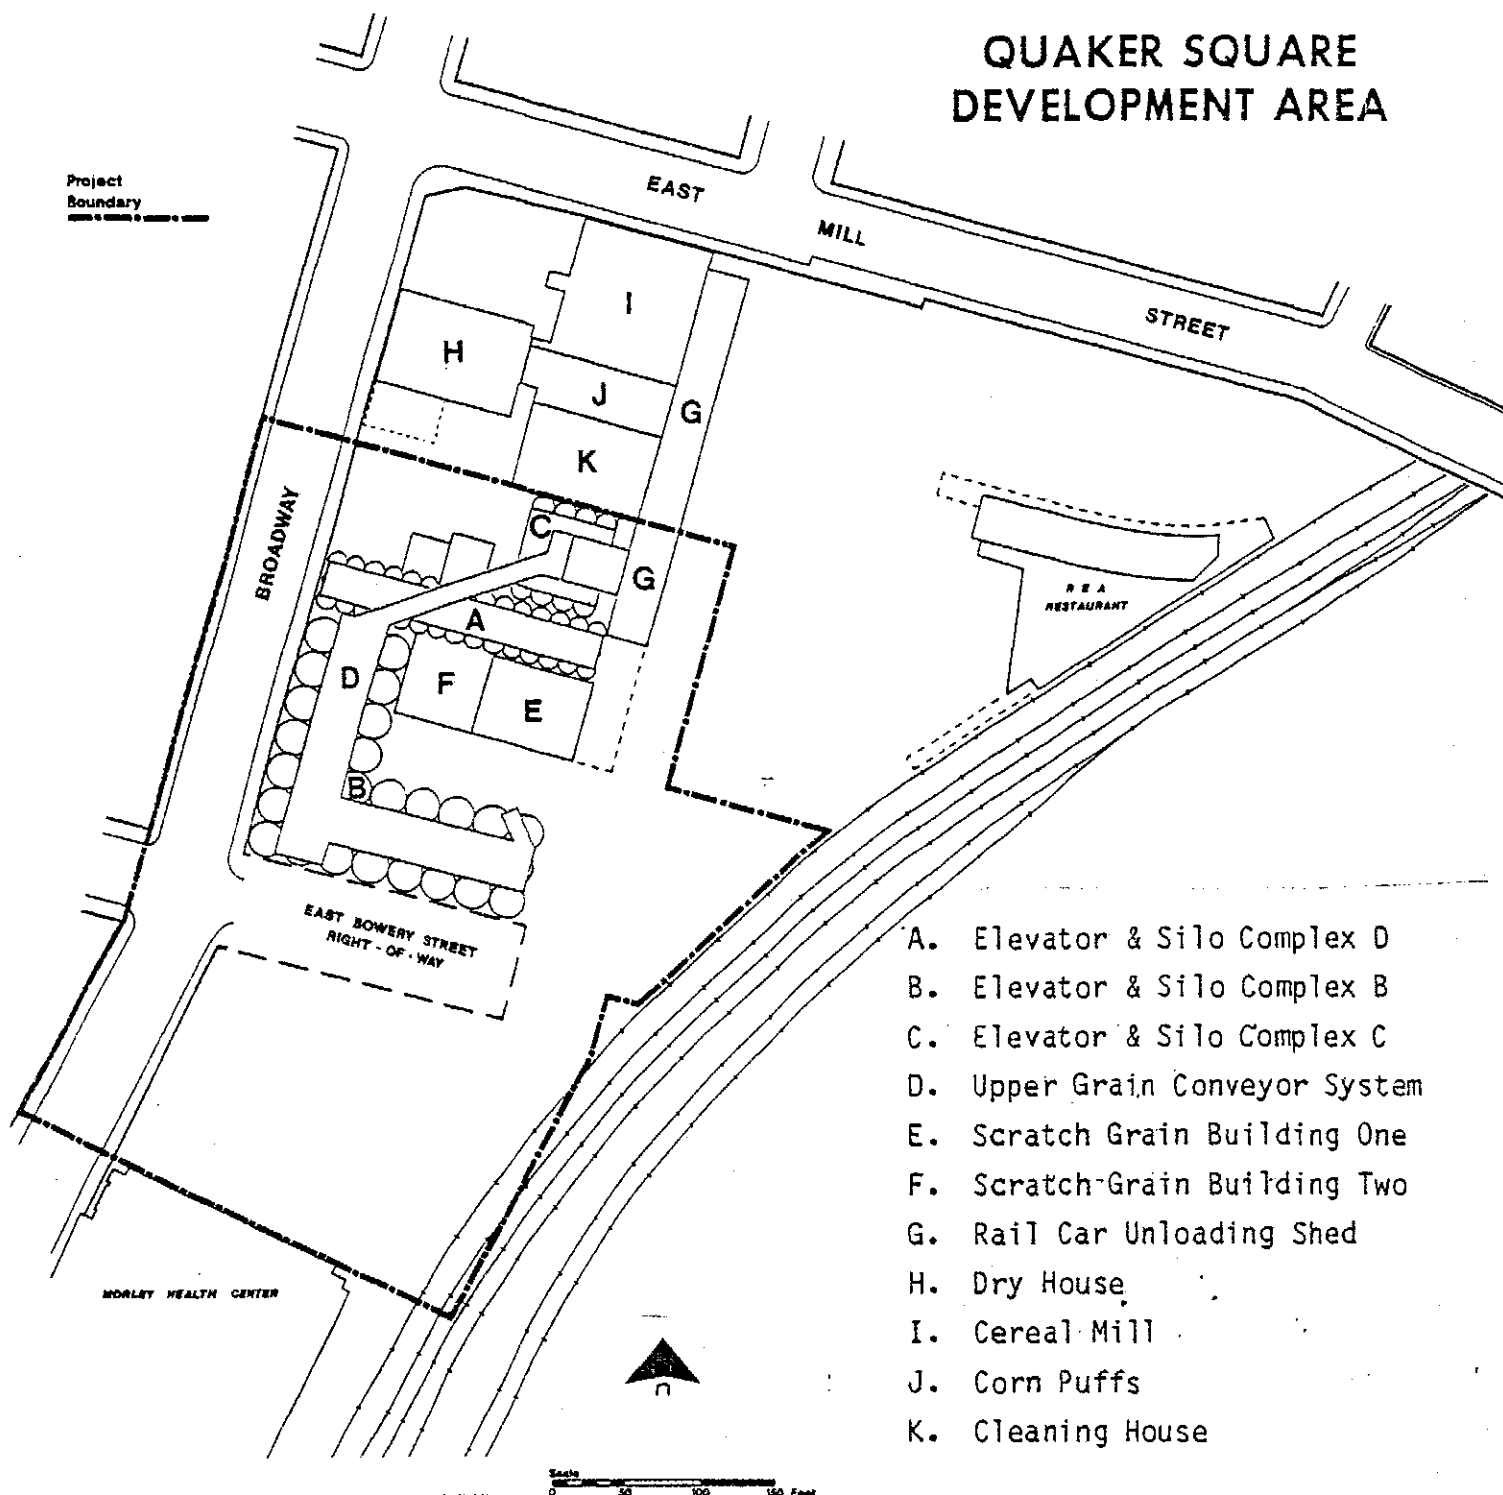 QUAKER SQUARE
DEVELOPMENT AREA
Project
Boundary
EAST
MILL
STREET
I
H
J
G
K
C
BROADWAY
G
A
R E A
RESTAURANT
D
F
E
B
EAST BOWERY STREET
RIGHT - OF - WAY
A. Elevator & Silo Complex D
B. Elevator & Silo Complex B
C. Elevator & Silo Complex C
D. Upper Grain Conveyor System
E. Scratch Grain Building One
F. Scratch Grain Building Two
G. Rail Car Unloading Shed
H. Dry House
I. Cereal Mill
J. Corn Puffs
K. Cleaning House
MORLEY HEALTH CENTER
n
Scale
0 50 100 150 Feet